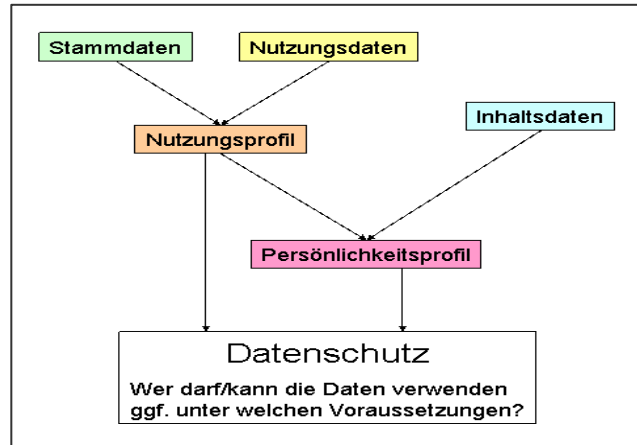 Stammdaten
Nutzungsdaten
Nutzungsprofil
Inhaltsdaten
Persönlichkeitsprofil
Datenschutz
Wer darf/kann die Daten verwenden
ggf. unter welchen Voraussetzungen?